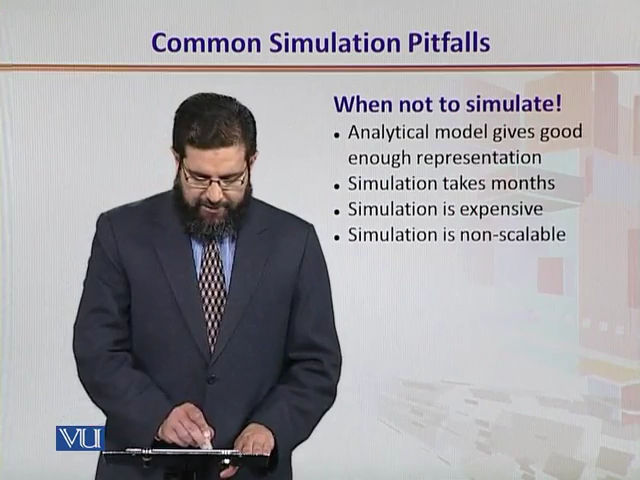 Common Simulation Pitfalls
When not to simulate!
• Analytical model gives good
enough representation
• Simulation takes months
• Simulation is expensive
• Simulation is non-scalable
VU